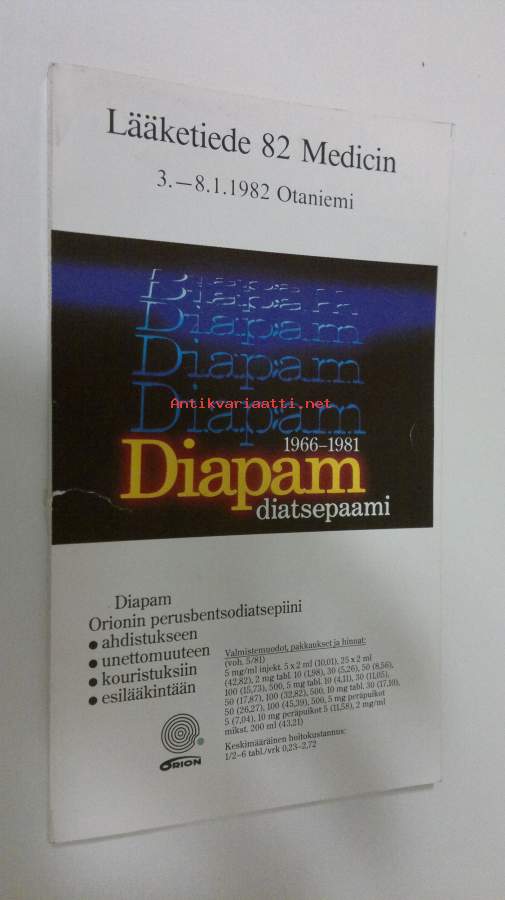 Lääketiede 82 Medicin
3.–8.1.1982 Otaniemi
Diapam
Diapam
Diapam
Diapam
Antikvariaatti.net
1966–1981
Diapam
diatsepaami
Diapam
Orionin perusbentsodiatsepiini
• ahdistukseen
• unettomuuteen
• kouristuksiin
• esilääkintään
Valmistemuodot, pakkaukset ja hinnat:
(voh. 5/81)
5 mg/ml injekt. 5 x 2 ml (10,01), 25 x 2 ml
(42,82), 2 mg tabl. 10 (1,98), 30 (5,26), 50 (8,56),
100 (15,73), 500, 5 mg tabl. 10 (4,11), 30 (11,05),
50 (17,87), 100 (32,82), 500, 10 mg tabl. 30 (17,10),
50 (26,27), 100 (45,39), 500, 5 mg peräpuikot
5 (7,04), 10 mg peräpuikot 5 (11,58), 2 mg/ml
mikst. 200 ml (43,21)
Keskimääräinen hoitokustannus:
1/2–6 tabl./vrk 0,23–2,72
ORION